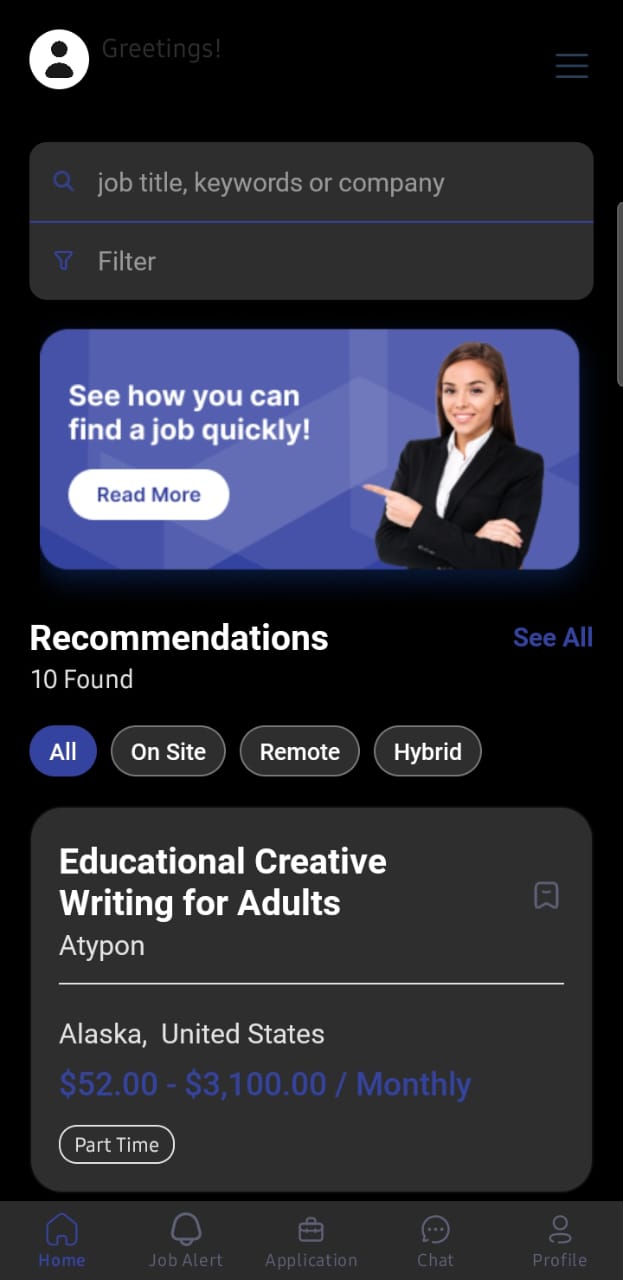 Greetings!
job title, keywords or company
Filter
See how you can
find a job quickly!
Read More
Recommendations
See All
10 Found
All
On Site
Remote
Hybrid
Educational Creative
Writing for Adults
Atypon
Alaska,  United States
$52.00 - $3,100.00 / Monthly
Part Time
Home
Job Alert
Application
Chat
Profile